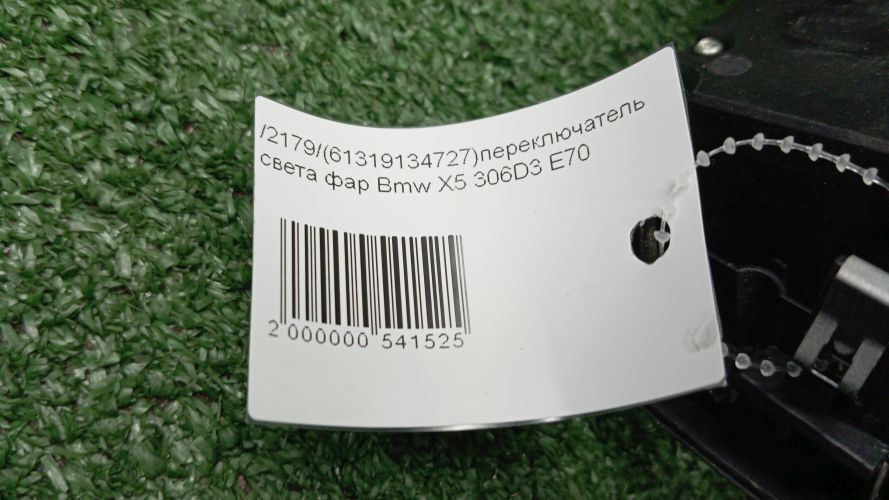 /2179/(61319134727)переключатель
света фар Bmw X5 306D3 E70
2 000000 541525